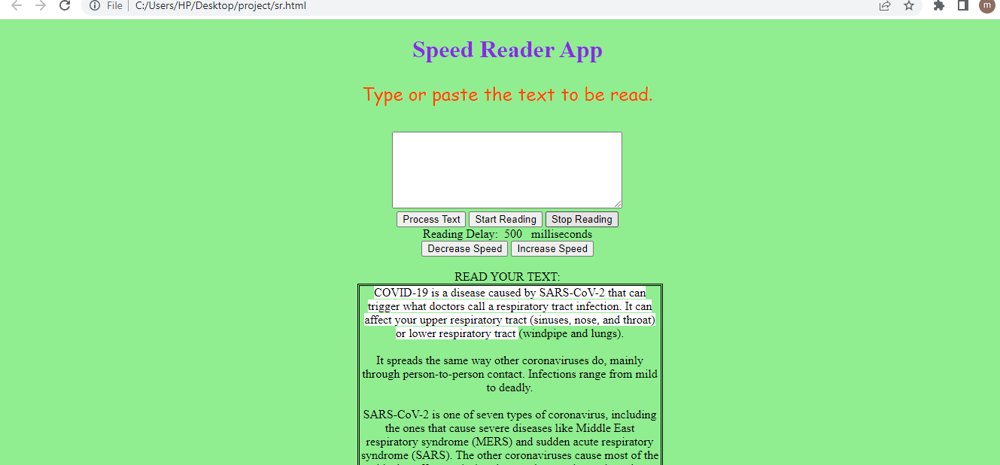 File | C:/Users/HP/Desktop/project/sr.html
m
Speed Reader App
Type or paste the text to be read.
Process Text Start Reading Stop Reading
Reading Delay: 500 milliseconds
Decrease Speed Increase Speed
READ YOUR TEXT:
COVID-19 is a disease caused by SARS-CoV-2 that can
trigger what doctors call a respiratory tract infection. It can
affect your upper respiratory tract (sinuses, nose, and throat)
or lower respiratory tract (windpipe and lungs).
It spreads the same way other coronaviruses do, mainly
through person-to-person contact. Infections range from mild
to deadly.
SARS-CoV-2 is one of seven types of coronavirus, including
the ones that cause severe diseases like Middle East
respiratory syndrome (MERS) and sudden acute respiratory
syndrome (SARS). The other coronaviruses cause most of the